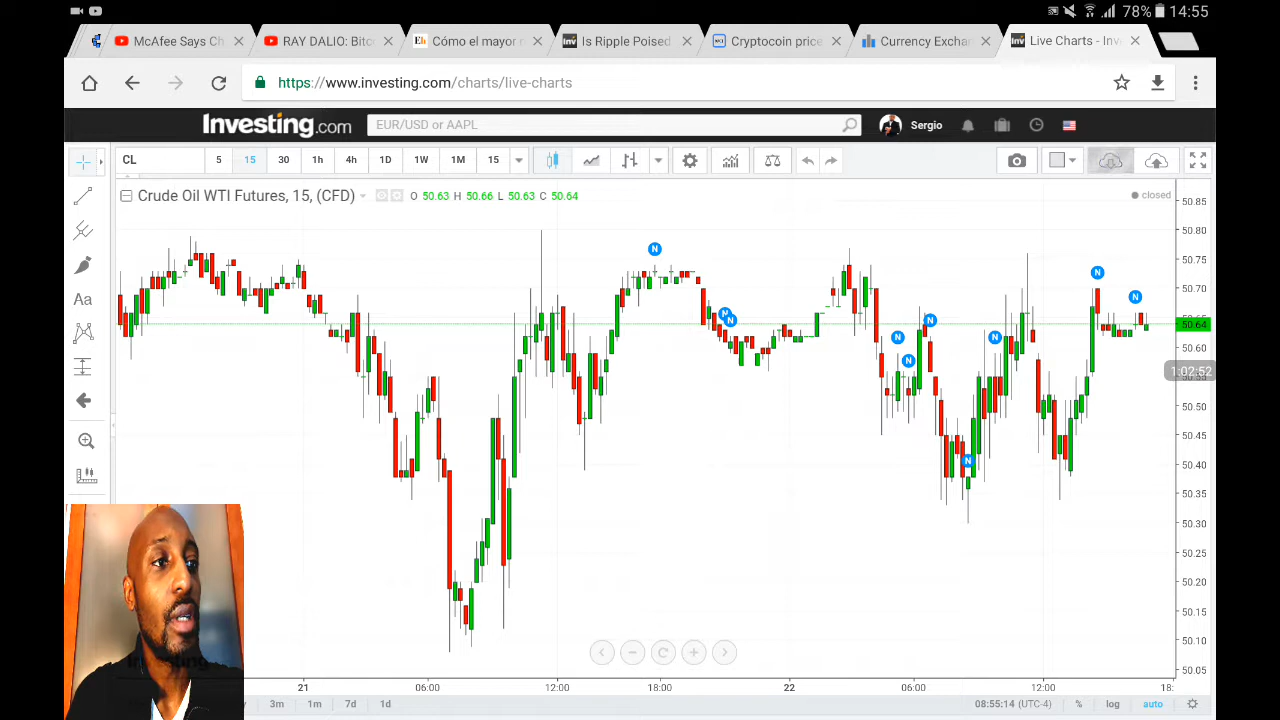 78% 14:55
McAfee Says Ch
RAY DALIO: Bitc
Cómo el mayor
Is Ripple Poised
Cryptocoin price
Currency Exchan
Live Charts - Inv
https://www.investing.com/charts/live-charts
Investing.com
EUR/USD or AAPL
Sergio
CL 5 15 30 1h 4h 1D 1W 1M 15
Crude Oil WTI Futures, 15, (CFD) O 50.63 H 50.66 L 50.63 C 50.64
closed
Aa
N
N
N
N
N
N
N
N
N
N
50.85
50.80
50.75
50.70
50.64
50.60
1:02:52
50.50
50.45
50.40
50.35
50.30
50.25
50.20
50.15
50.10
50.05
Investing
21 06:00 12:00 18:00 22 06:00 12:00 18:
3m 1m 7d 1d
08:55:14 (UTC-4) % log auto